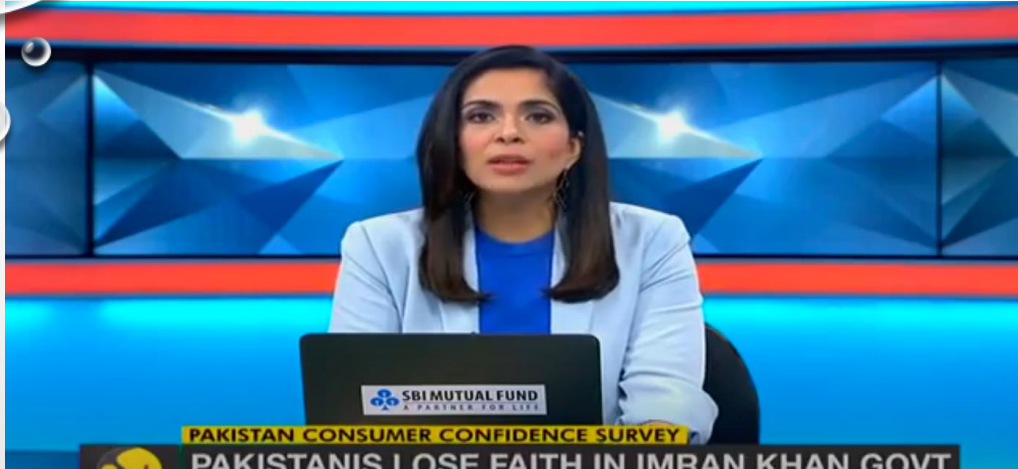 SBI MUTUAL FUND
A PARTNER FOR LIFE
PAKISTAN CONSUMER CONFIDENCE SURVEY
PAKISTANIS LOSE FAITH IN IMRAN KHAN GOVT